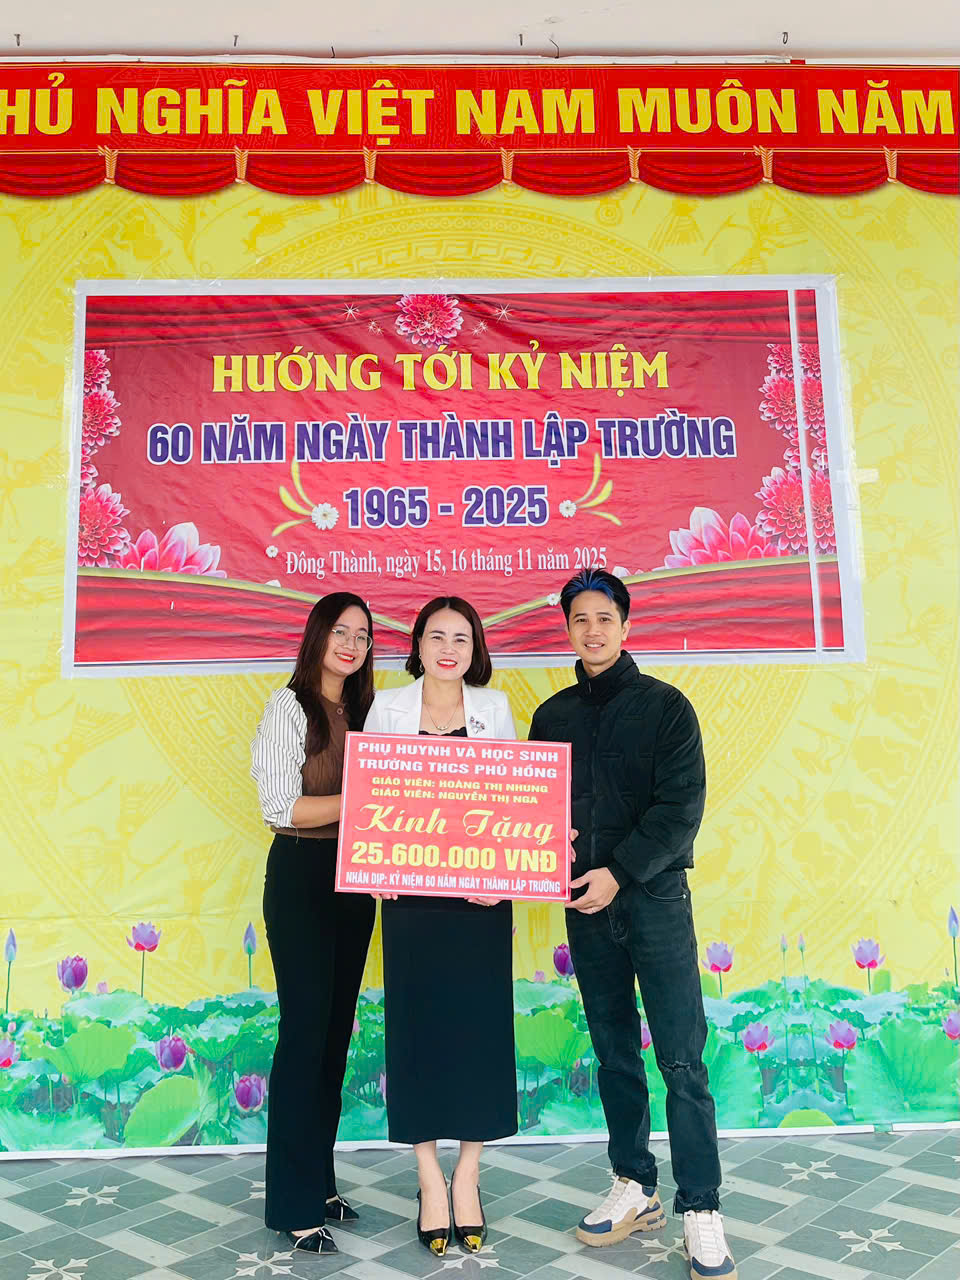 HỦ NGHĨA VIỆT NAM MUÔN NĂM
HƯỚNG TỚI KỶ NIỆM
60 NĂM NGÀY THÀNH LẬP TRƯỜNG
1965 - 2025
Đông Thành, ngày 15, 16 tháng 11 năm 2025
PHỤ HUYNH VÀ HỌC SINH
TRƯỜNG THCS PHÚ HỒNG
GIÁO VIÊN: HOÀNG THỊ NHUNG
GIÁO VIÊN: NGUYỄN THỊ NGA
Kính Tặng
25.600.000 VNĐ
NHÂN DỊP: KỶ NIỆM 60 NĂM NGÀY THÀNH LẬP TRƯỜNG